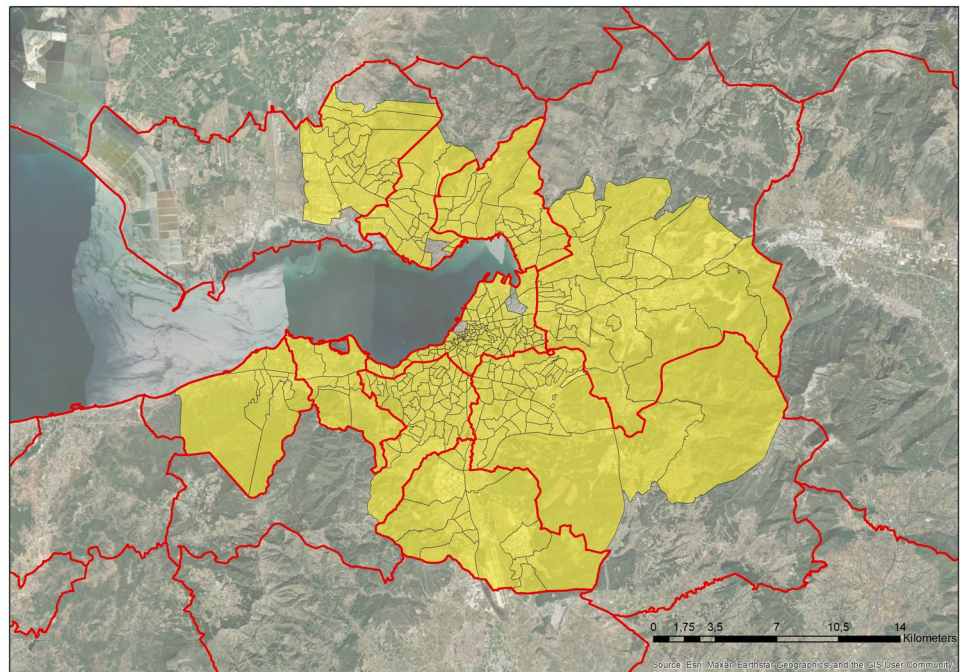 0 1,75 3,5 7 10,5 14
Kilometers
Source: Esri, Maxar, Earthstar Geographics, and the GIS User Community